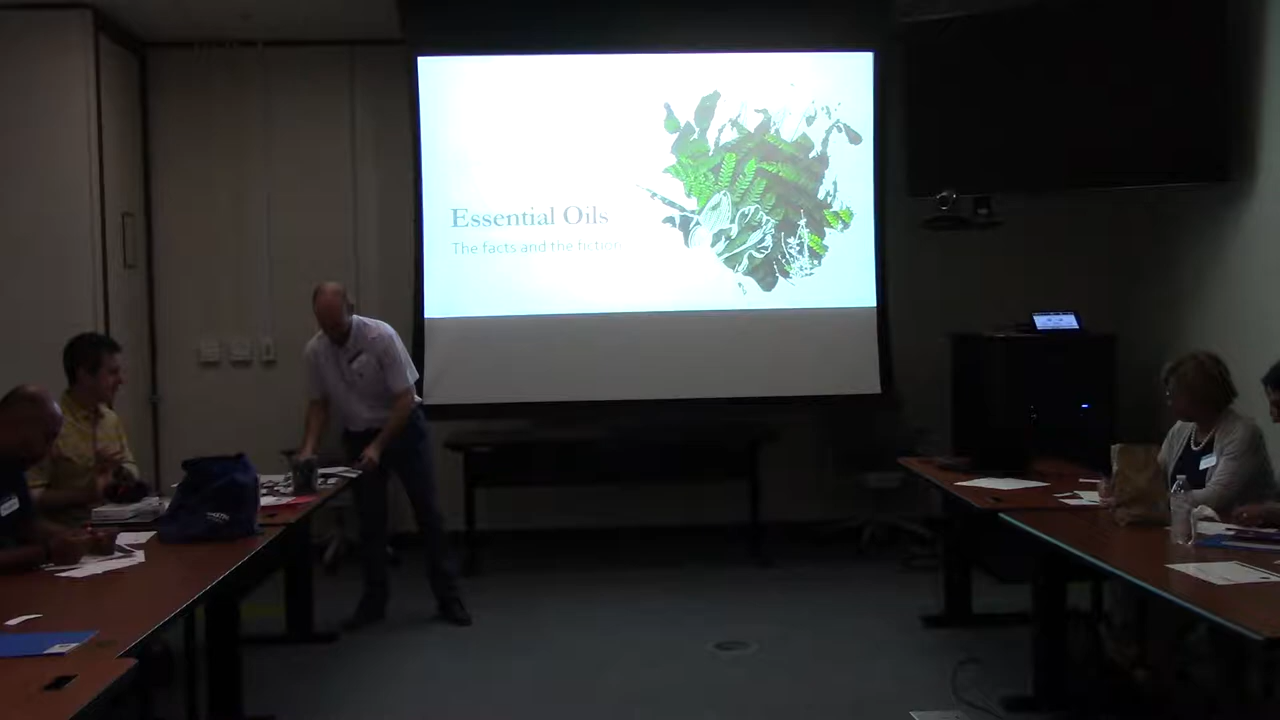 Essential Oils
The facts and the fiction